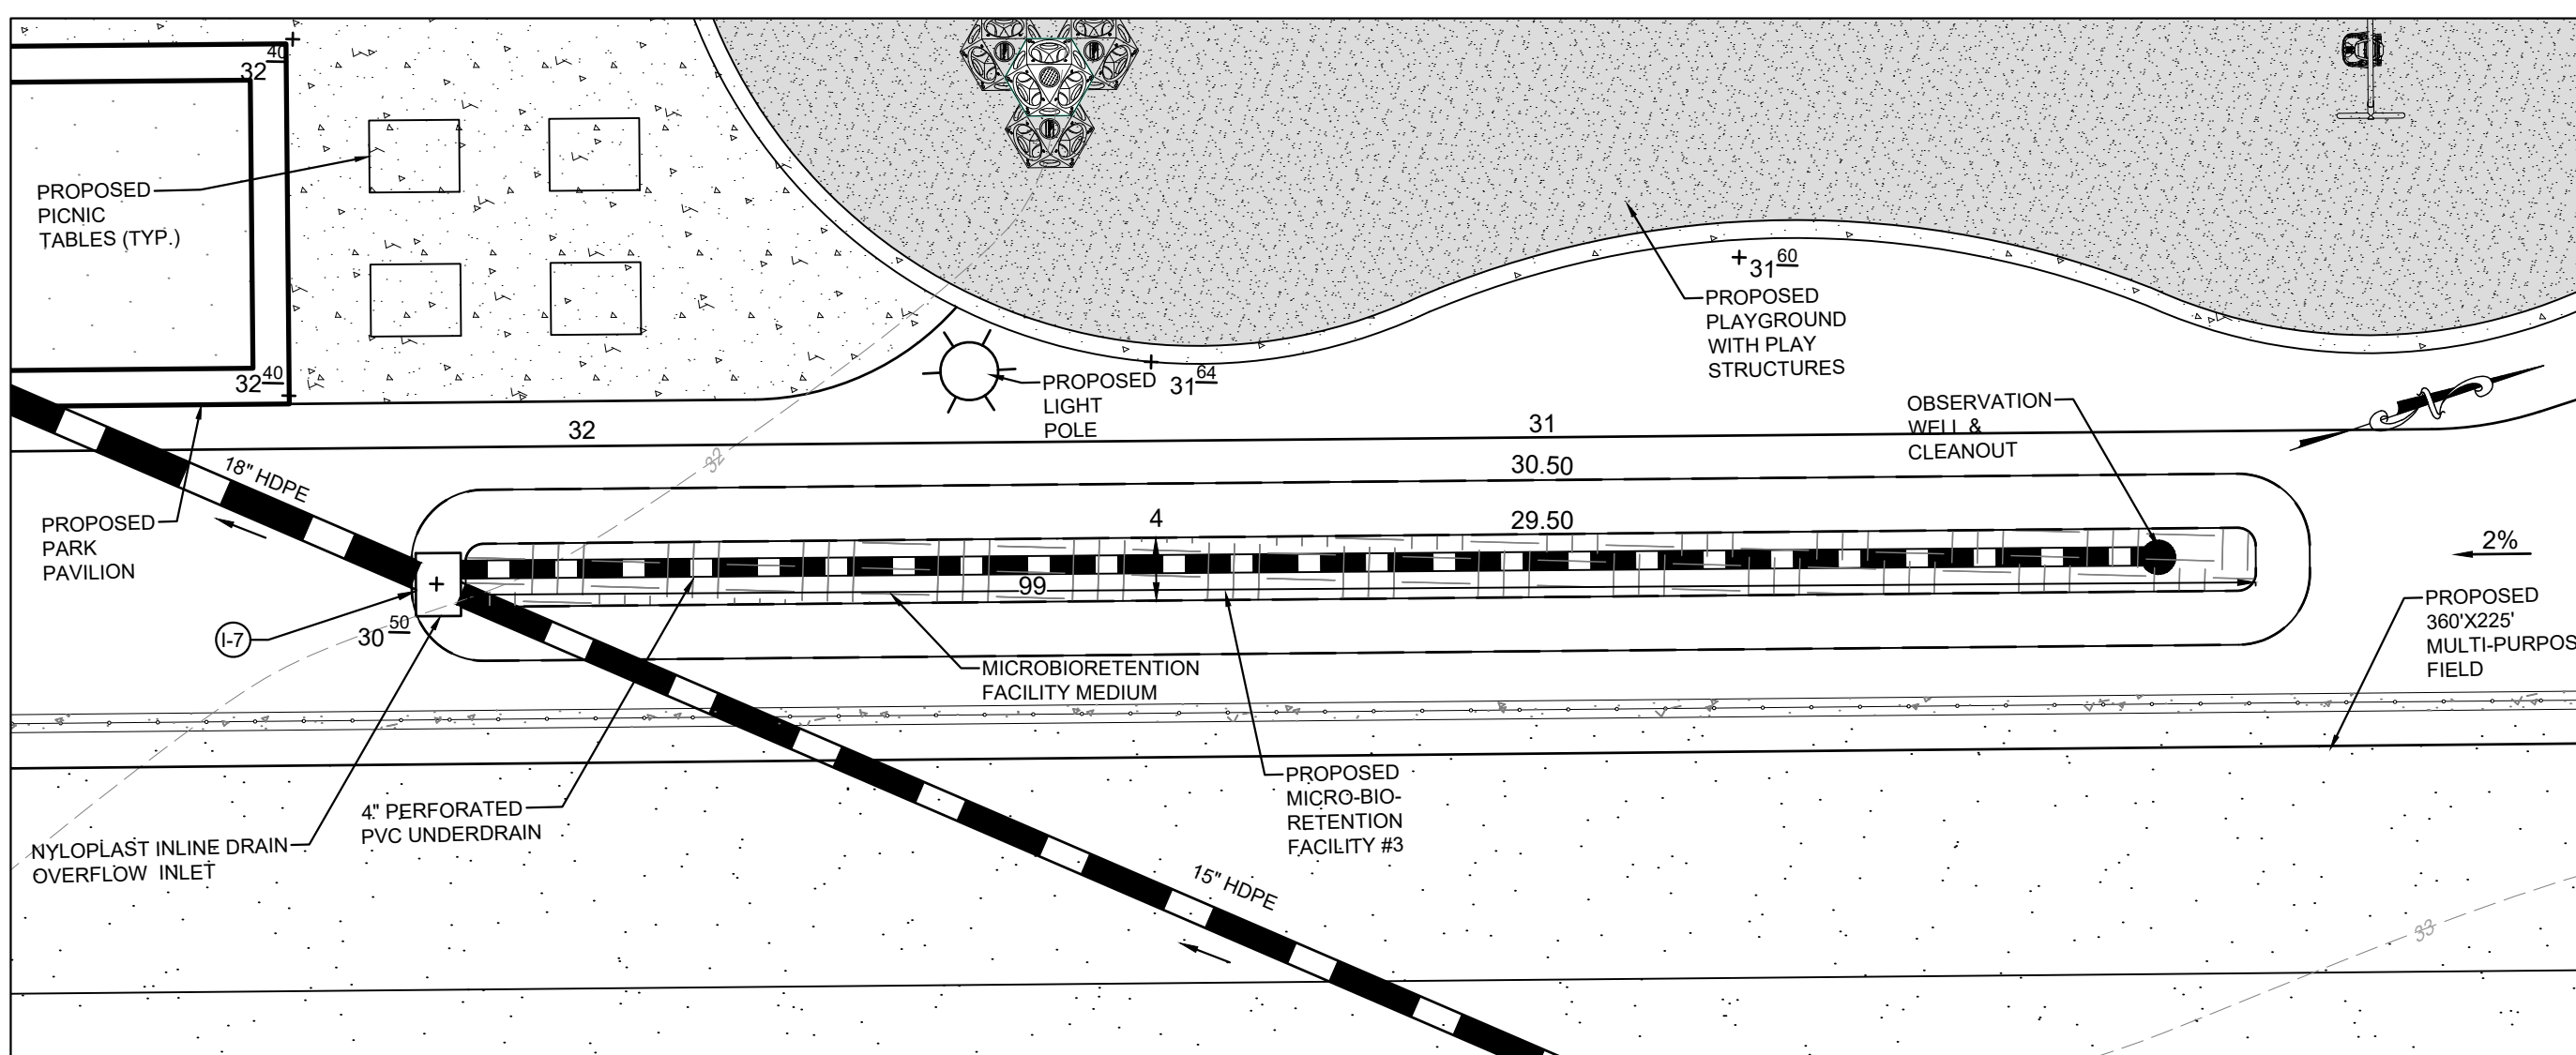 40
32
PROPOSED
PICNIC
TABLES (TYP.)
32 40
31 60
PROPOSED
PLAYGROUND
WITH PLAY
STRUCTURES
PROPOSED
LIGHT
POLE
31 64
OBSERVATION
WELL &
CLEANOUT
N
32
31
32
30.50
18" HDPE
PROPOSED
PARK
PAVILION
4
29.50
2%
99
I-7
30 50
PROPOSED
360'X225'
MULTI-PURPOS
FIELD
MICROBIORETENTION
FACILITY MEDIUM
PROPOSED
MICRO-BIO-
RETENTION
FACILITY #3
4" PERFORATED
PVC UNDERDRAIN
NYLOPLAST INLINE DRAIN
OVERFLOW INLET
15" HDPE
33